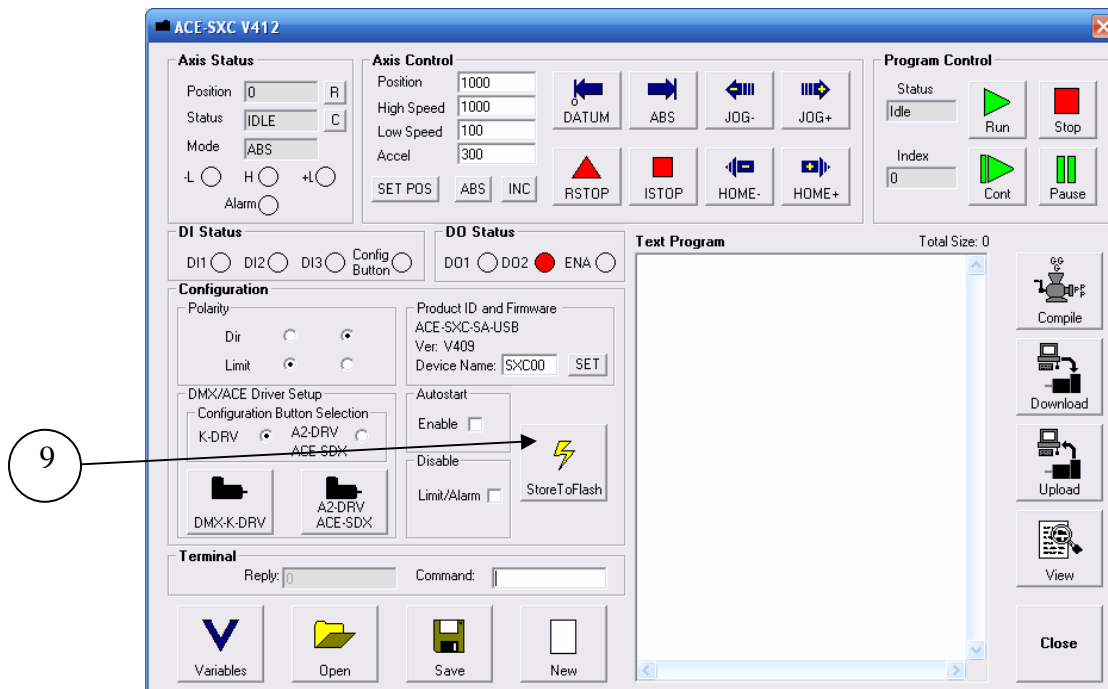 ACE-SXC V412
Axis Status
Position 0 R
Status IDLE C
Mode ABS
-L H +L
Alarm
Axis Control
Position 1000
High Speed 1000
Low Speed 100
Accel 300
SET POS ABS INC
DATUM ABS JOG- JOG+
RSTOP ISTOP HOME- HOME+
Program Control
Status
Idle
Run Stop
Index
0
Cont Pause
DI Status
DI1 DI2 DI3 Config Button
DO Status
DO1 DO2 ENA
Configuration
Polarity
Dir
Limit
Product ID and Firmware
ACE-SXC-SA-USB
Ver: V409
Device Name: SXC00 SET
DMX/ACE Driver Setup
Configuration Button Selection
K-DRV A2-DRV
ACE-SDX
DMX-K-DRV
A2-DRV
ACE-SDX
Autostart
Enable
Disable
Limit/Alarm
StoreToFlash
9
Terminal
Reply: 0 Command:
Variables Open Save New
Text Program Total Size: 0
Compile
Download
Upload
View
Close